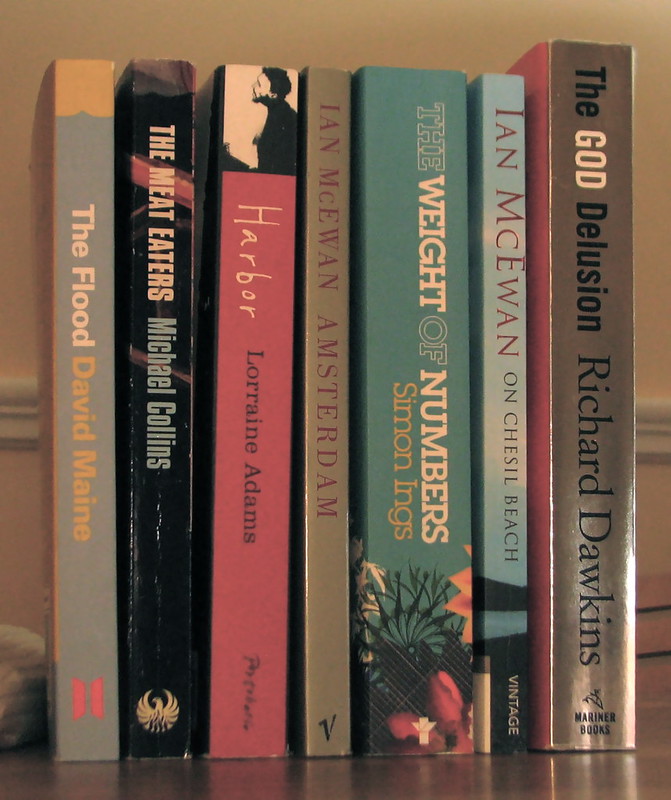 The Flood David Maine
THE MEAT EATERS Michael Collins
Harbor Lorraine Adams Portobello
IAN McEWAN AMSTERDAM
V
THE WEIGHT OF NUMBERS
Simon Ings
IAN McEWAN ON CHESIL BEACH
VINTAGE
The GOD Delusion Richard Dawkins
MARINER
BOOKS